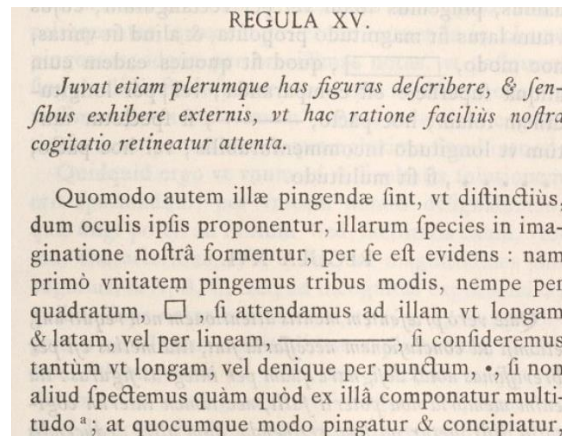 REGULA XV.
Juvat etiam plerumque has figuras deſcribere, & ſen-
ſibus exhibere externis, vt hac ratione faciliùs noſtra
cogitatio retineatur attenta.
Quomodo autem illæ pingendæ ſint, vt diſtinctiùs,
dum oculis ipſis proponentur, illarum ſpecies in ima-
ginatione noſtrâ formentur, per ſe eſt evidens : nam
primò vnitatem pingemus tribus modis, nempe per
quadratum, □, ſi attendamus ad illam vt longam
& latam, vel per lineam, ————, ſi conſideremus
tantùm vt longam, vel denique per punctum, •, ſi non
aliud ſpectemus quàm quòd ex illâ componatur multi-
tudo ª; at quocumque modo pingatur & concipiatur,